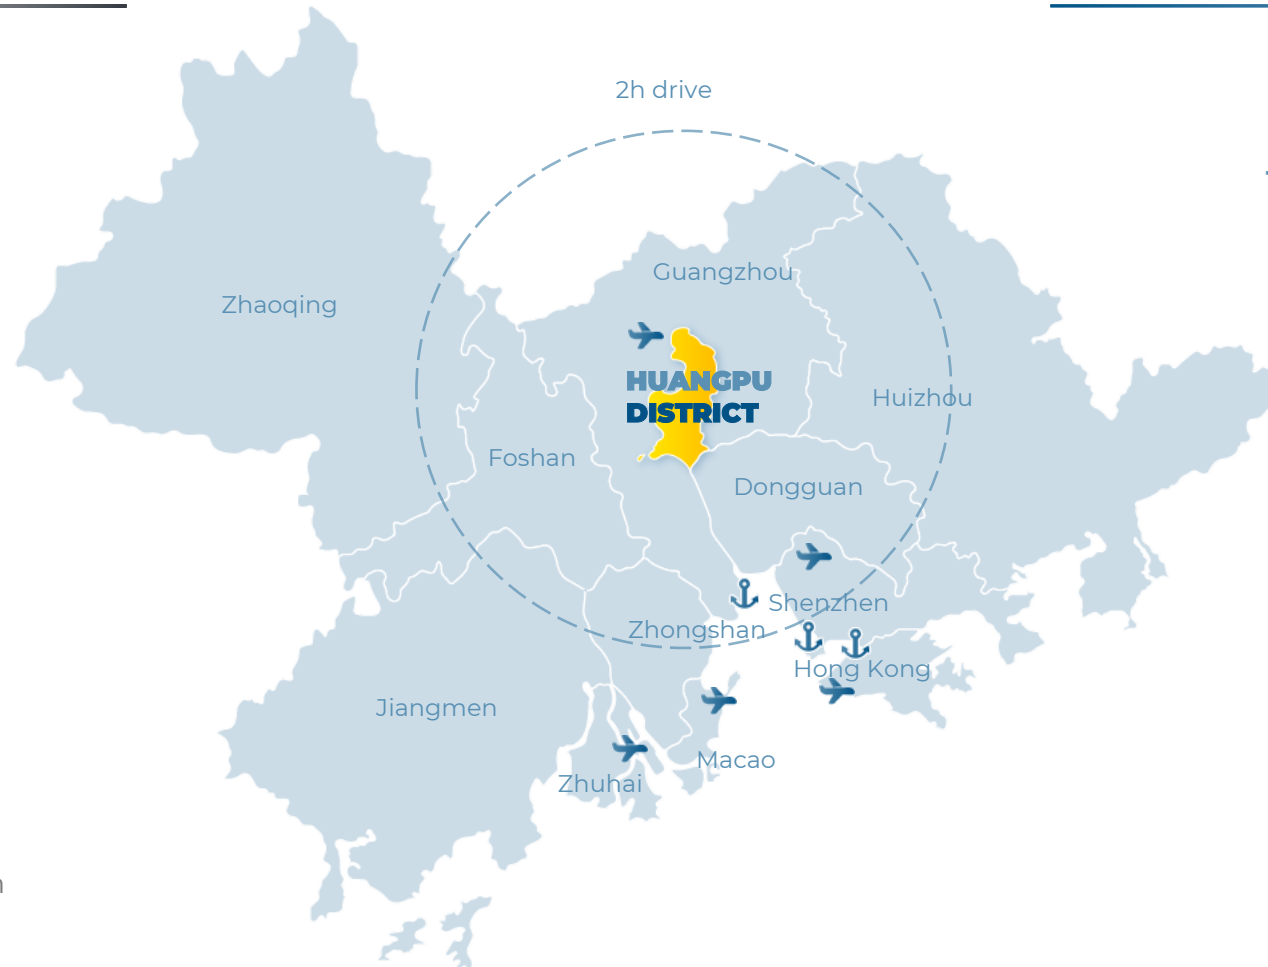 2h drive
Guangzhou
Zhaoqing
HUANGPU
DISTRICT
Huizhou
Foshan
Dongguan
Shenzhen
Zhongshan
Hong Kong
Jiangmen
Macao
Zhuhai